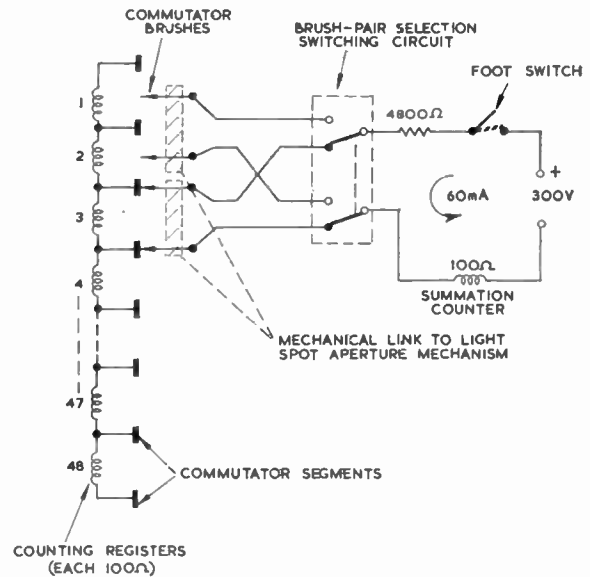 COMMUTATOR
BRUSHES
BRUSH-PAIR SELECTION
SWITCHING CIRCUIT
FOOT SWITCH
1
2
3
4
47
48
4800Ω
60mA
+
300V
-
100Ω
SUMMATION
COUNTER
MECHANICAL LINK TO LIGHT
SPOT APERTURE MECHANISM
COMMUTATOR SEGMENTS
COUNTING REGISTERS
(EACH 100Ω)